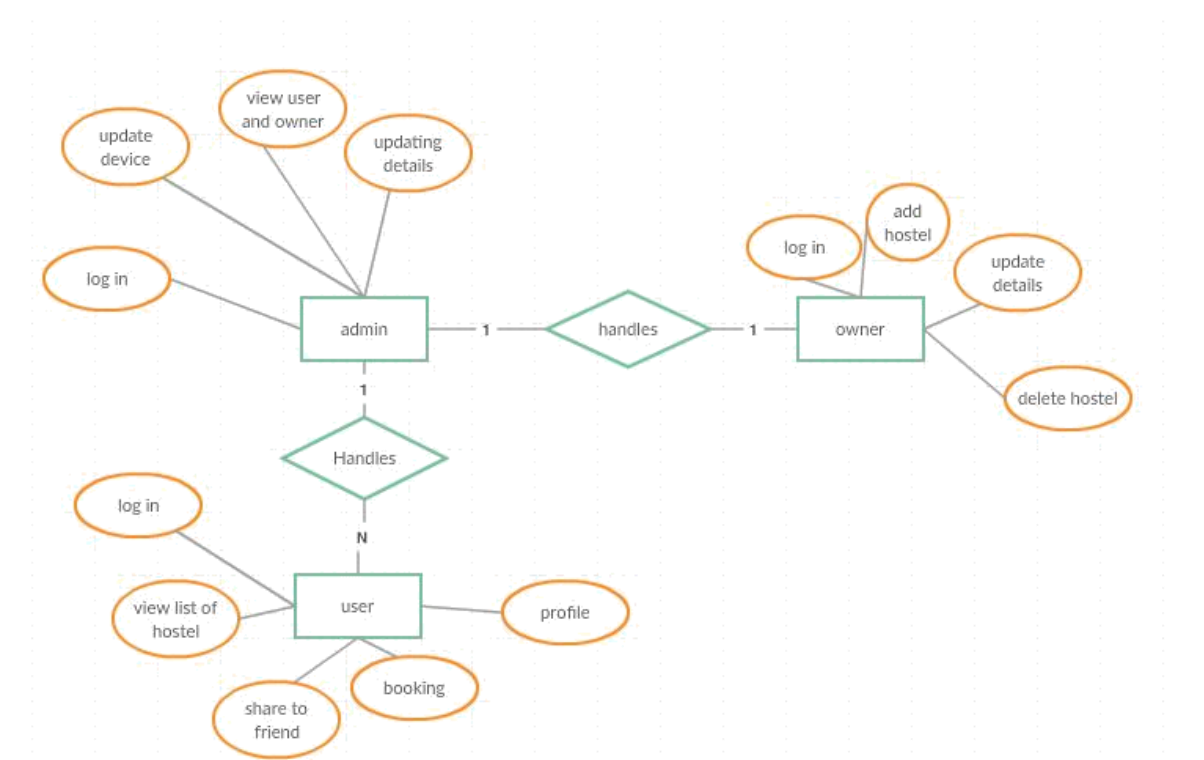 view user
and owner
update
device
updating
details
log in
admin
1
handles
1
owner
log in
add
hostel
update
details
delete hostel
1
Handles
N
user
log in
view list of
hostel
profile
booking
share to
friend